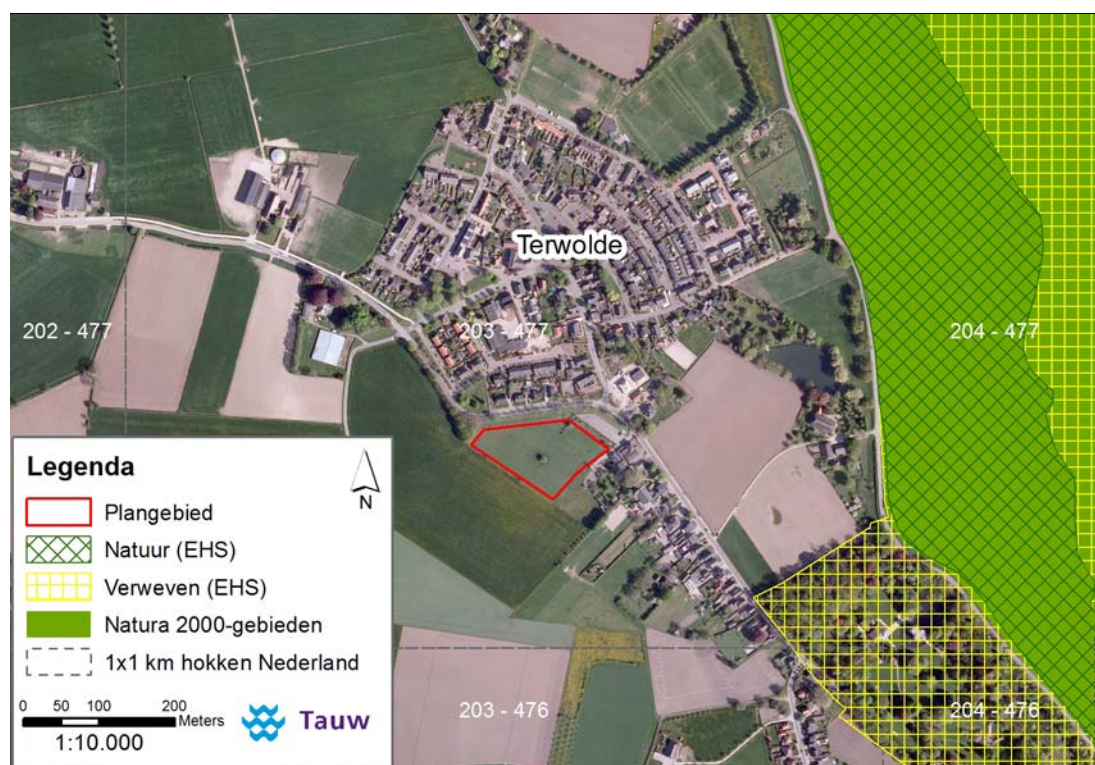 Terwolde
202 - 477
203 - 477
204 - 477
203 - 476
204 - 476
Legenda
N
Plangebied
Natuur (EHS)
Verweven (EHS)
Natura 2000-gebieden
1x1 km hokken Nederland
0 50 100 200
Meters
1:10.000
Tauw